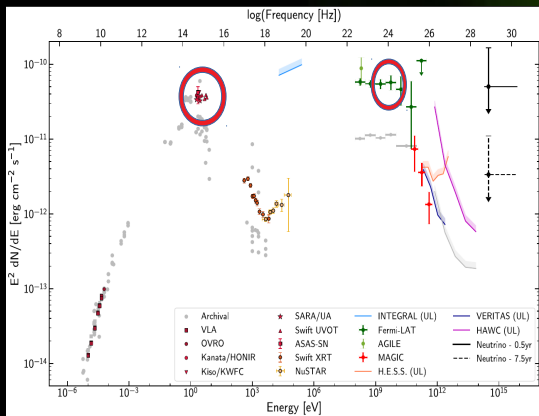 log(Frequency [Hz])
8 10 12 14 16 18 20 22 24 26 28 30
E² dN/dE [erg cm⁻² s⁻¹]
10⁻¹⁰
10⁻¹¹
10⁻¹²
10⁻¹³
10⁻¹⁴
Archival
VLA
OVRO
Kanata/HONIR
Kiso/KWFC
SARA/UA
Swift UVOT
ASAS-SN
Swift XRT
NuSTAR
INTEGRAL (UL)
Fermi-LAT
AGILE
MAGIC
H.E.S.S. (UL)
VERITAS (UL)
HAWC (UL)
Neutrino - 0.5yr
Neutrino - 7.5yr
10⁻⁶ 10⁻³ 10⁰ 10³ 10⁶ 10⁹ 10¹² 10¹⁵
Energy [eV]